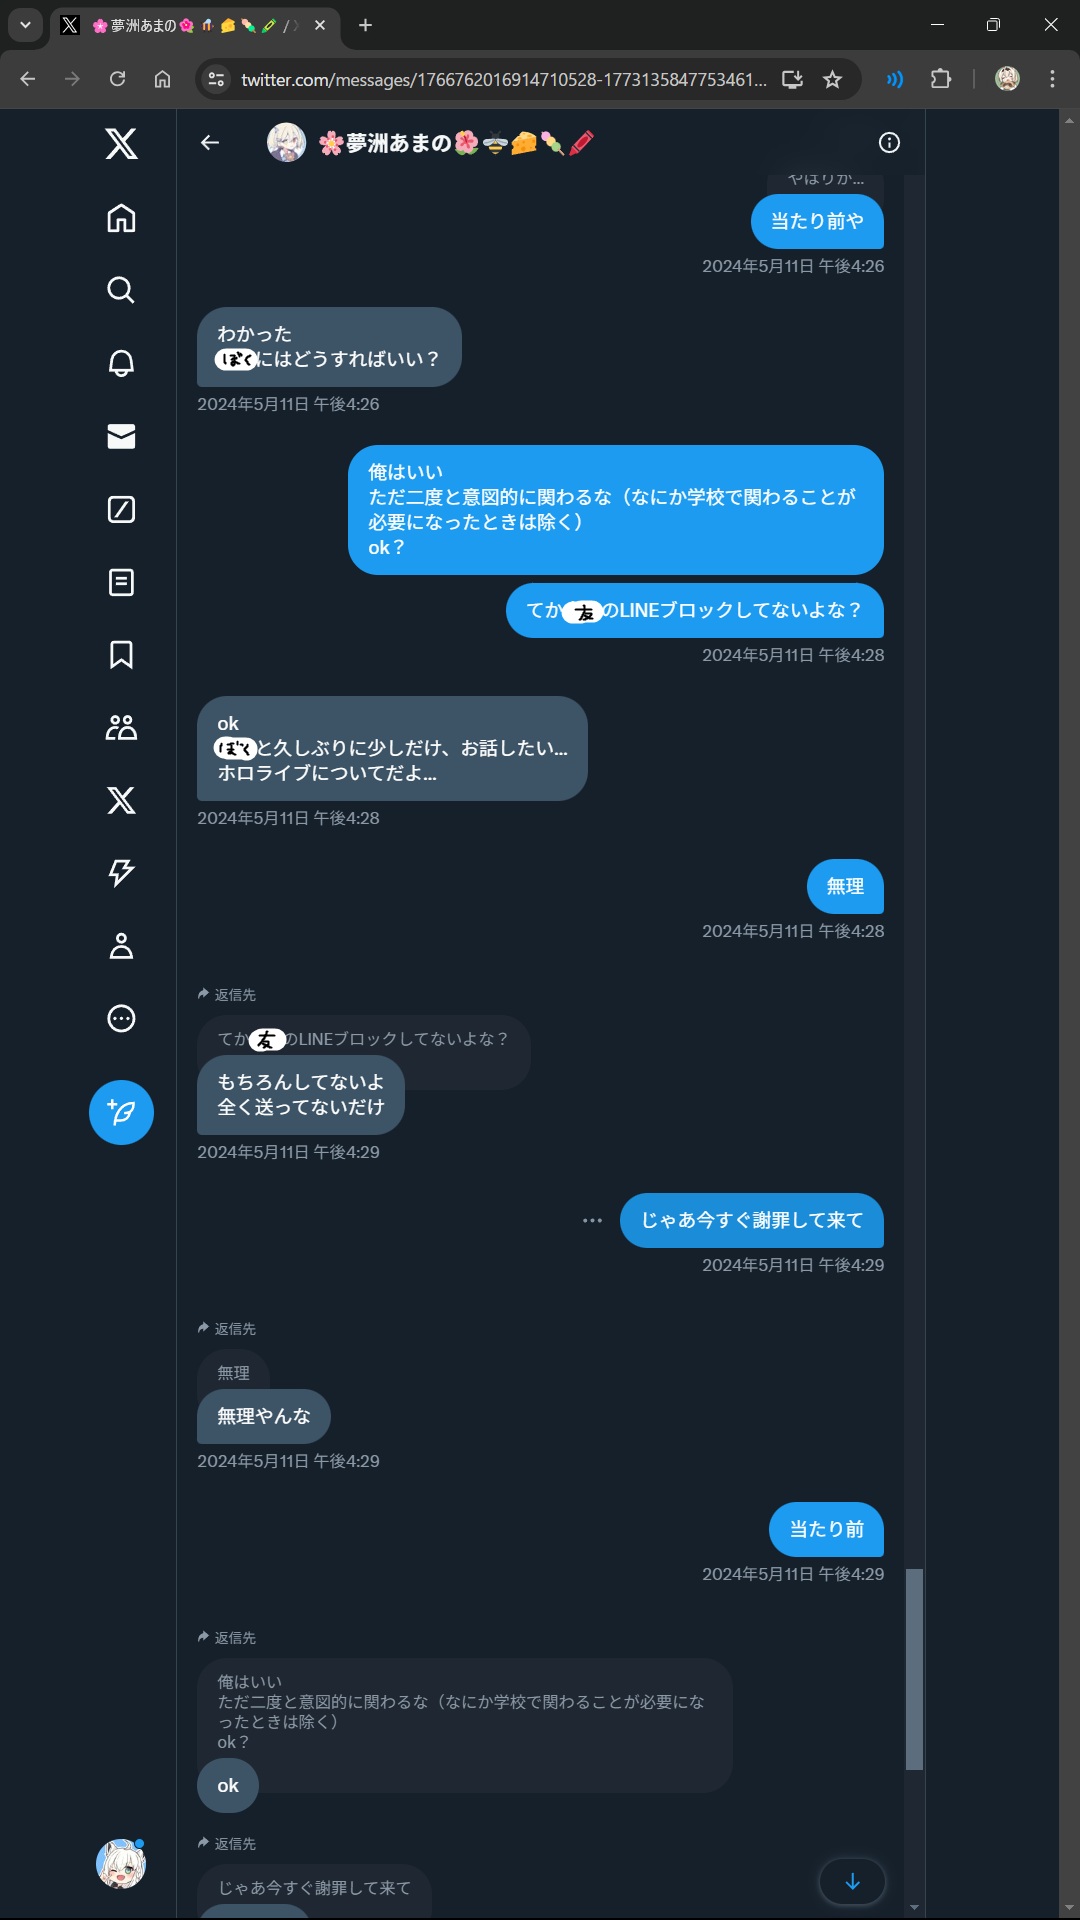 🌸夢洲あまの🌺🐝🧀🍡🖍 / X
twitter.com/messages/1766762016914710528-1773135847753461...
🌸夢洲あまの🌺🐝🧀🍡🖍
やはりか...
当たり前や
2024年5月11日 午後4:26
わかった
ぼくにはどうすればいい？
2024年5月11日 午後4:26
俺はいい
ただ二度と意図的に関わるな（なにか学校で関わることが
必要になったときは除く）
ok？
てか友のLINEブロックしてないよな？
2024年5月11日 午後4:28
ok
ぼくと久しぶりに少しだけ、お話したい...
ホロライブについてだよ...
2024年5月11日 午後4:28
無理
2024年5月11日 午後4:28
返信先
てか友のLINEブロックしてないよな？
もちろんしてないよ
全く送ってないだけ
2024年5月11日 午後4:29
じゃあ今すぐ謝罪して来て
2024年5月11日 午後4:29
返信先
無理
無理やんな
2024年5月11日 午後4:29
当たり前
2024年5月11日 午後4:29
返信先
俺はいい
ただ二度と意図的に関わるな（なにか学校で関わることが必要にな
ったときは除く）
ok？
ok
返信先
じゃあ今すぐ謝罪して来て